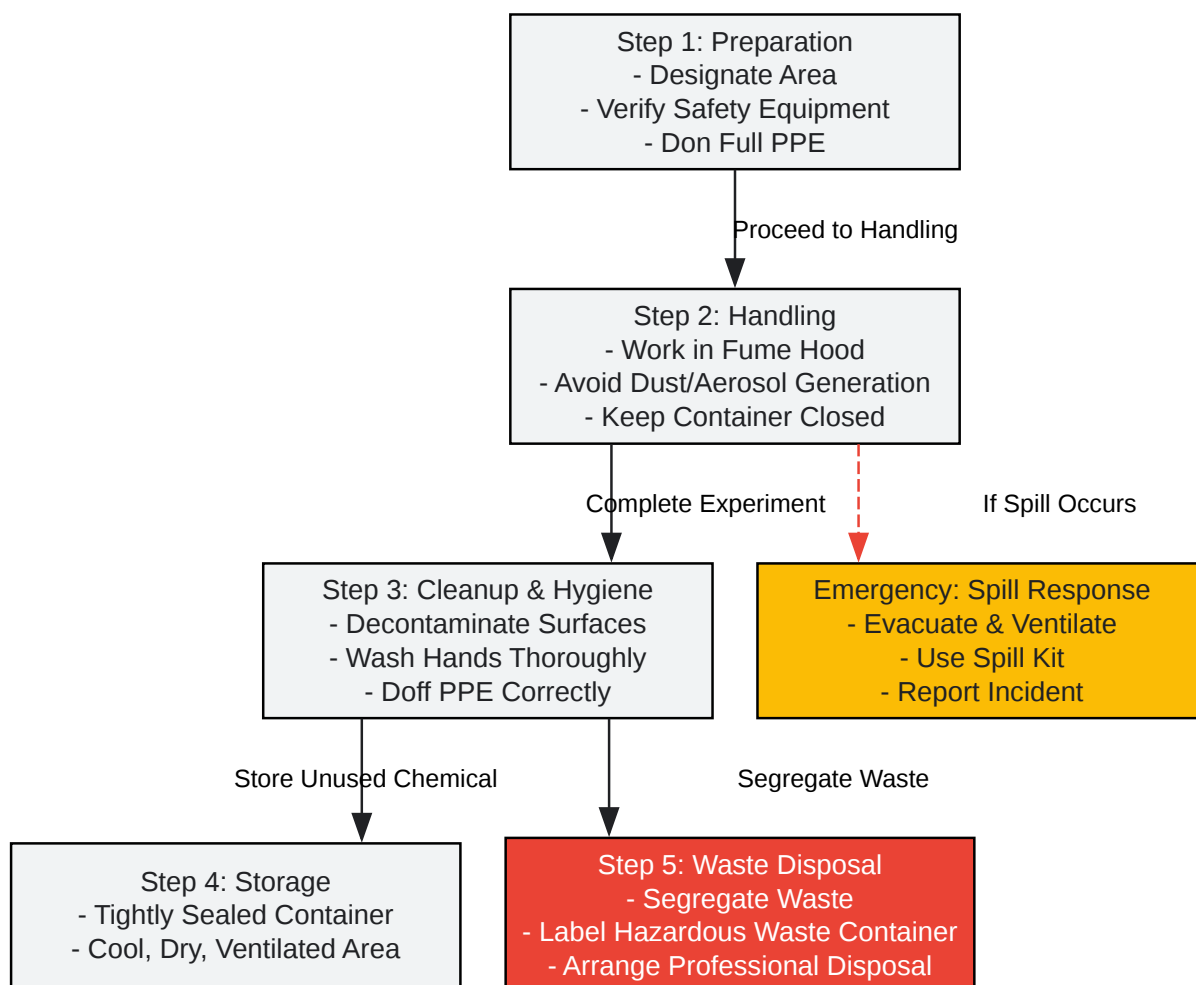 Step 1: Preparation
- Designate Area
- Verify Safety Equipment
- Don Full PPE
Proceed to Handling
Step 2: Handling
- Work in Fume Hood
- Avoid Dust/Aerosol Generation
- Keep Container Closed
Complete Experiment
If Spill Occurs
Step 3: Cleanup & Hygiene
- Decontaminate Surfaces
- Wash Hands Thoroughly
- Doff PPE Correctly
Emergency: Spill Response
- Evacuate & Ventilate
- Use Spill Kit
- Report Incident
Store Unused Chemical
Segregate Waste
Step 4: Storage
- Tightly Sealed Container
- Cool, Dry, Ventilated Area
Step 5: Waste Disposal
- Segregate Waste
- Label Hazardous Waste Container
- Arrange Professional Disposal